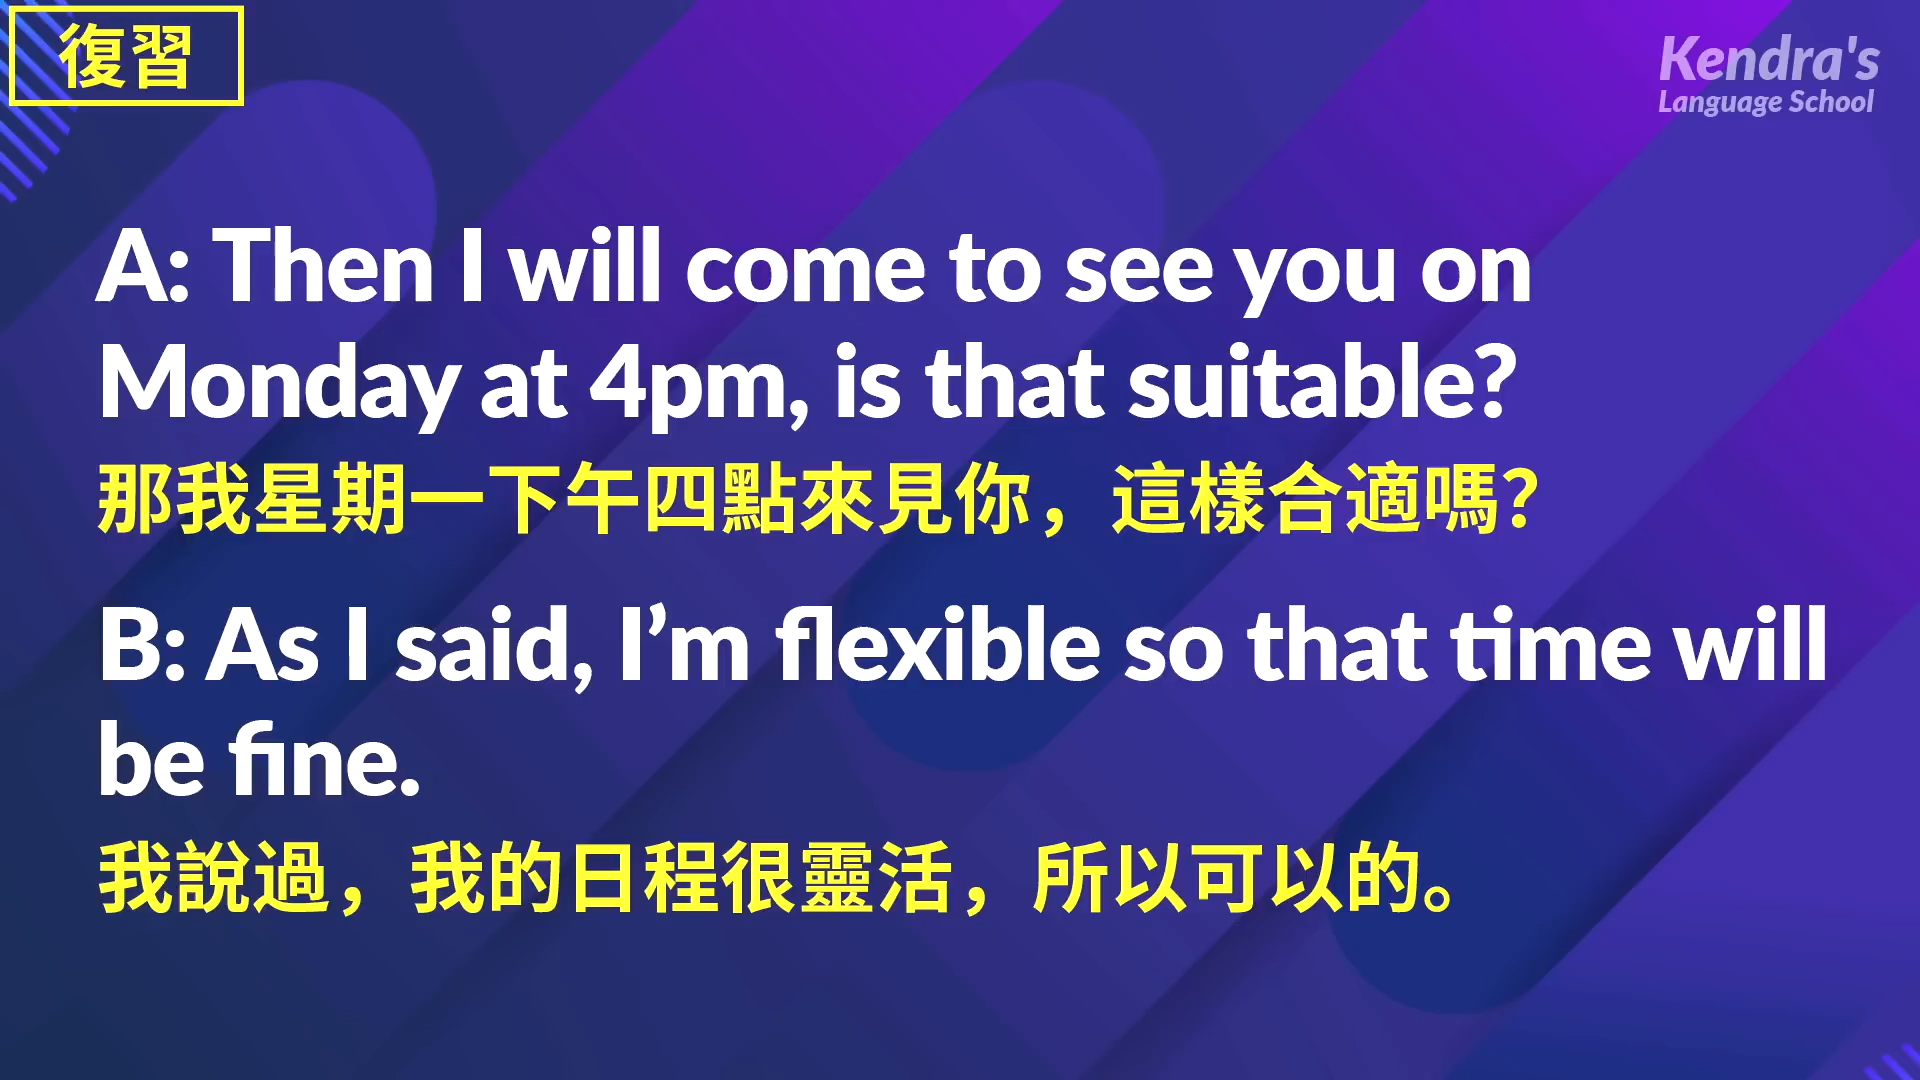 復習
Kendra's
Language School
A: Then I will come to see you on
Monday at 4pm, is that suitable?
那我星期一下午四點來見你，這樣合適嗎？
B: As I said, I’m flexible so that time will
be fine.
我說過，我的日程很靈活，所以可以的。